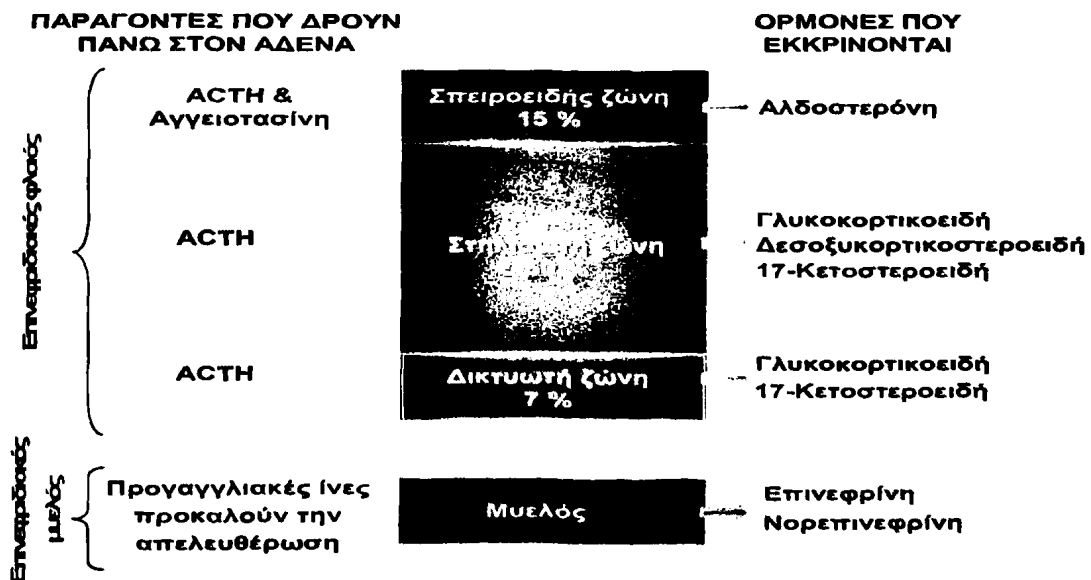 ΠΑΡΑΓΟΝΤΕΣ ΠΟΥ ΔΡΟΥΝ
ΠΑΝΩ ΣΤΟΝ ΑΔΕΝΑ
ΟΡΜΟΝΕΣ ΠΟΥ
ΕΚΚΡΙΝΟΝΤΑΙ
Επινεφριδιακός φλοιός
ACTH &
Αγγειοτασίνη
Σπειροειδής ζώνη
15 %
Αλδοστερόνη
ACTH
ζώνη
Γλυκοκορτικοειδή
Δεσοξυκορτικοστεροειδή
17-Κετοστεροειδή
ACTH
Δικτυωτή ζώνη
7 %
Γλυκοκορτικοειδή
17-Κετοστεροειδή
Επινεφριδιακός
μυελός
Προγαγγλιακές ίνες
προκαλούν την
απελευθέρωση
Μυελός
Επινεφρίνη
Νορεπινεφρίνη